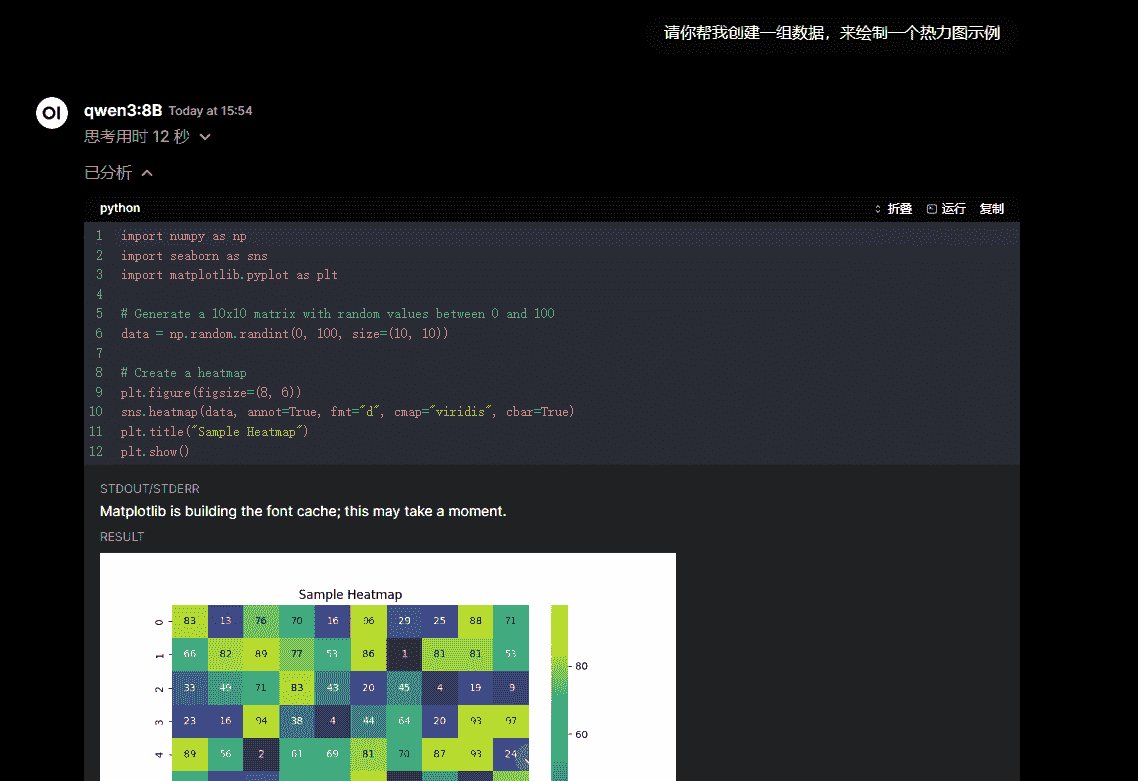 请你帮我创建一组数据，来绘制一个热力图示例
OI
qwen3:8B Today at 15:54
思考用时 12 秒
已分析
python 折叠 运行 复制
1 import numpy as np
2 import seaborn as sns
3 import matplotlib.pyplot as plt
4
5 # Generate a 10x10 matrix with random values between 0 and 100
6 data = np.random.randint(0, 100, size=(10, 10))
7
8 # Create a heatmap
9 plt.figure(figsize=(8, 6))
10 sns.heatmap(data, annot=True, fmt="d", cmap="viridis", cbar=True)
11 plt.title("Sample Heatmap")
12 plt.show()
STDOUT/STDERR
Matplotlib is building the font cache; this may take a moment.
RESULT
Sample Heatmap
0 83 13 76 70 16 96 29 25 88 71
1 66 82 89 77 53 86 1 81 81 53
80
2 33 49 71 83 43 20 45 4 19 9
3 23 16 94 38 4 44 64 20 93 97
60
4 89 56 2 61 69 81 70 87 93 24